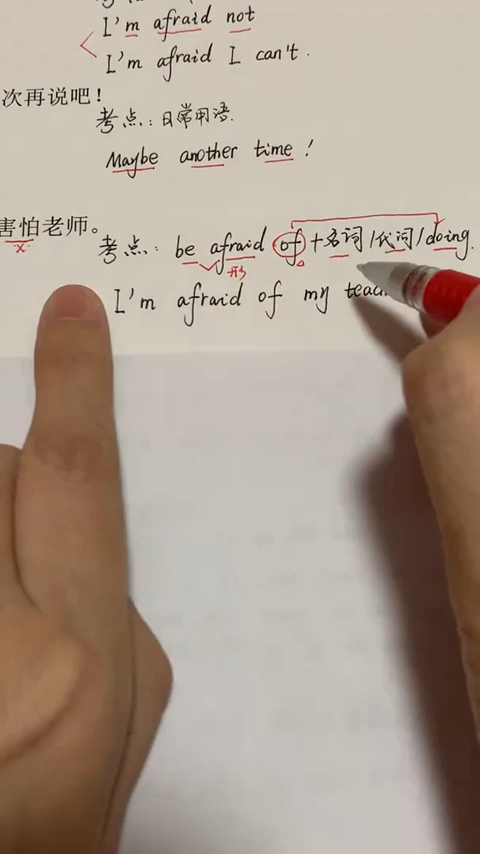 I'm afraid not
I'm afraid I can't.
次再说吧！
考点：日常用语.
Maybe another time!
害怕老师。
考点：be afraid of +名词/代词/doing.
形
I'm afraid of my